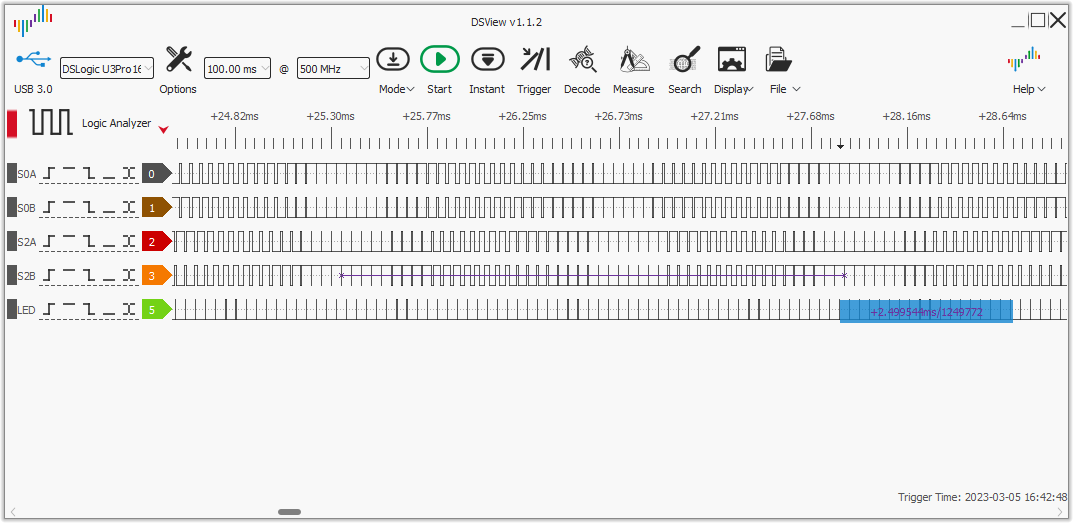 DSView v1.1.2
USB 3.0
DSLogic U3Pro16
Options
100.00 ms @ 500 MHz
Mode Start Instant Trigger Decode Measure Search Display File Help
Logic Analyzer
+24.82ms +25.30ms +25.77ms +26.25ms +26.73ms +27.21ms +27.68ms +28.16ms +28.64ms
S0A 0
S0B 1
S2A 2
S2B 3
LED 5
+2.499544ms/1249772
Trigger Time: 2023-03-05 16:42:48